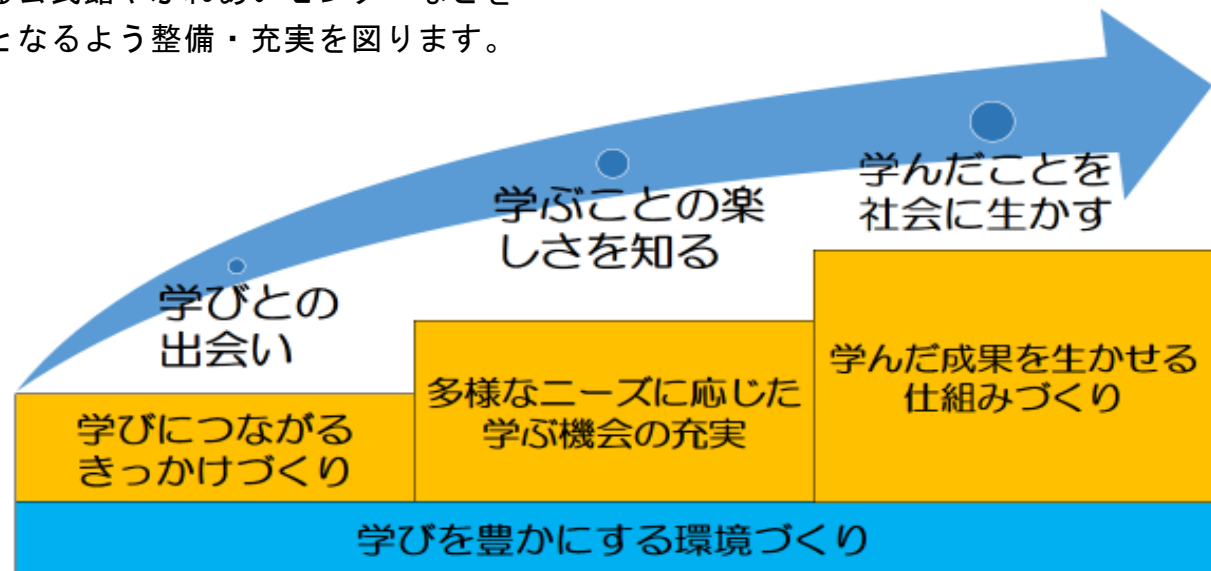 となるよう整備・充実を図ります。
学んだことを
社会に生かす
学ぶことの楽
しさを知る
学びとの
出会い
学んだ成果を生かせる
仕組みづくり
多様なニーズに応じた
学ぶ機会の充実
学びにつながる
きっかけづくり
学びを豊かにする環境づくり